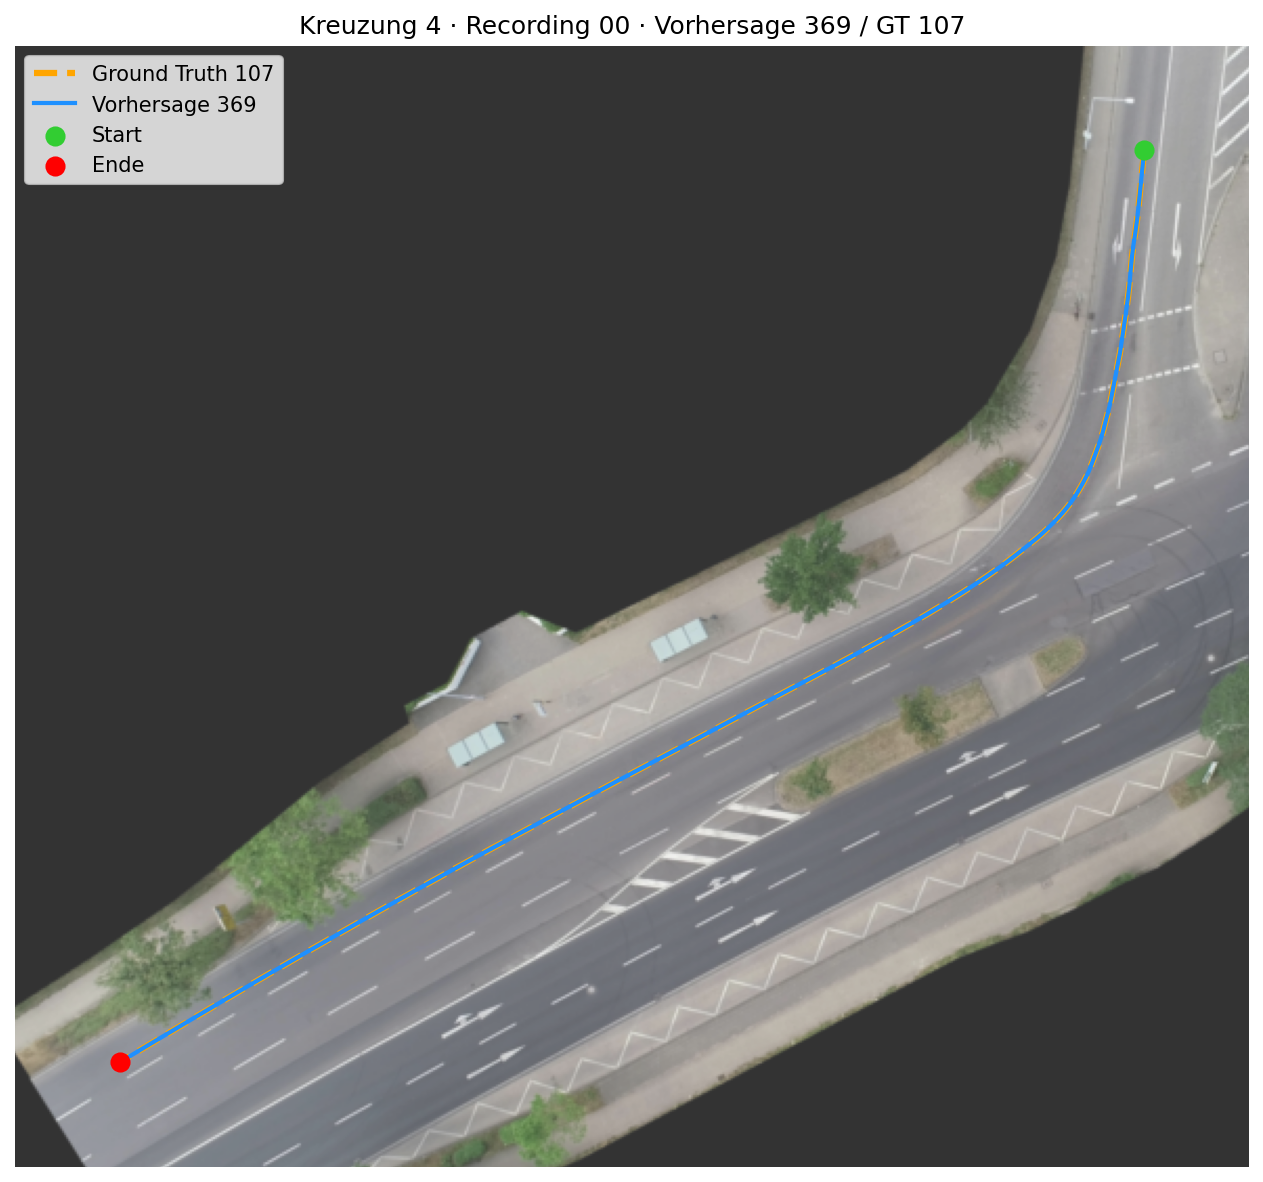 Kreuzung 4 · Recording 00 · Vorhersage 369 / GT 107
Ground Truth 107
Vorhersage 369
Start
Ende